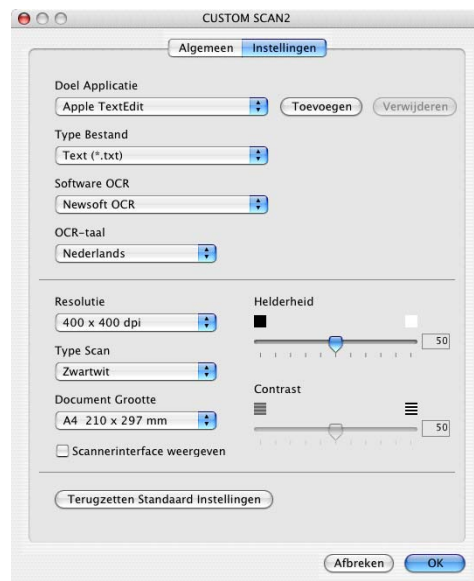 CUSTOM SCAN2
Algemeen Instellingen
Doel Applicatie
Apple TextEdit Toevoegen Verwijderen
Type Bestand
Text (*.txt)
Software OCR
Newsoft OCR
OCR-taal
Nederlands
Resolutie Helderheid
400 x 400 dpi
50
Type Scan
Zwartwit
Contrast
Document Grootte
A4 210 x 297 mm
50
Scannerinterface weergeven
Terugzetten Standaard Instellingen
Afbreken OK